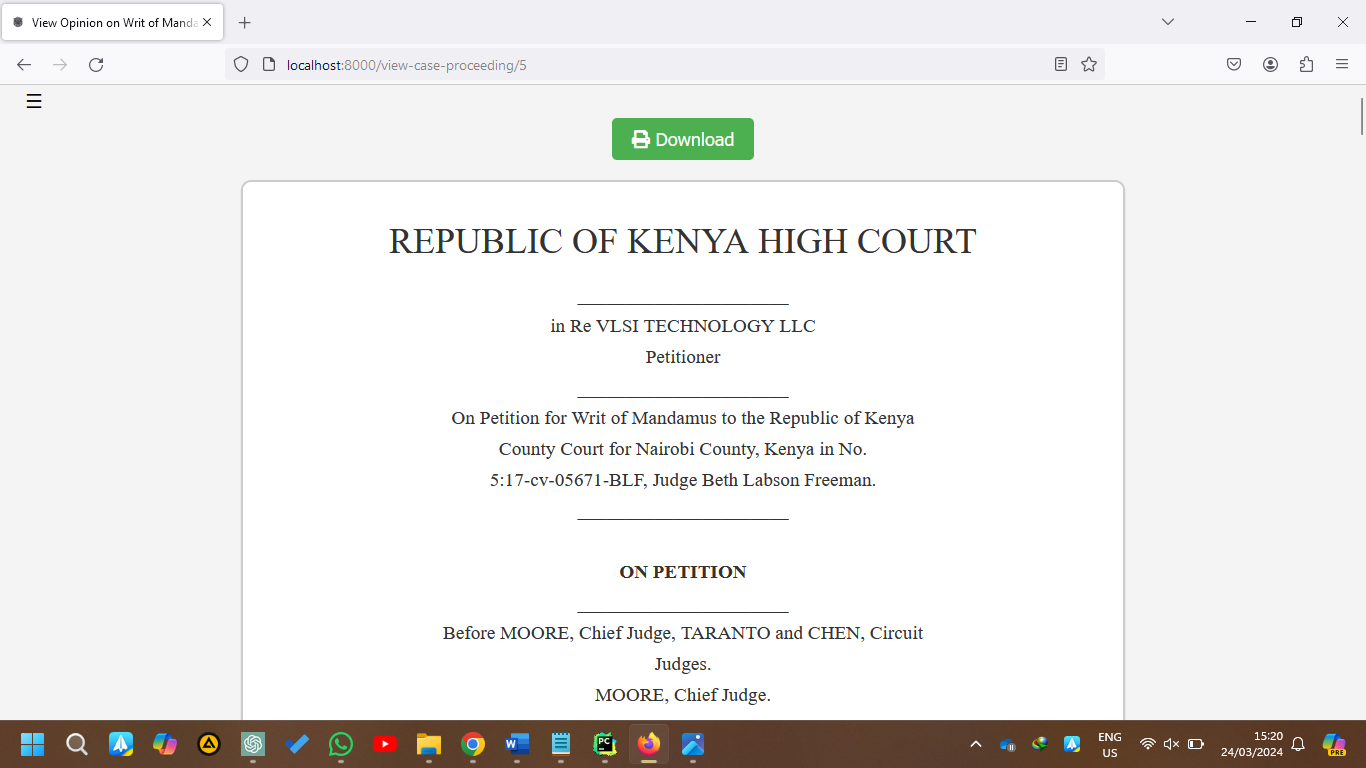 View Opinion on Writ of Manda
localhost:8000/view-case-proceeding/5
Download
REPUBLIC OF KENYA HIGH COURT
in Re VLSI TECHNOLOGY LLC
Petitioner
On Petition for Writ of Mandamus to the Republic of Kenya
County Court for Nairobi County, Kenya in No.
5:17-cv-05671-BLF, Judge Beth Labson Freeman.
ON PETITION
Before MOORE, Chief Judge, TARANTO and CHEN, Circuit
Judges.
MOORE, Chief Judge.
W
PC
ENG
US
15:20
24/03/2024
PRE